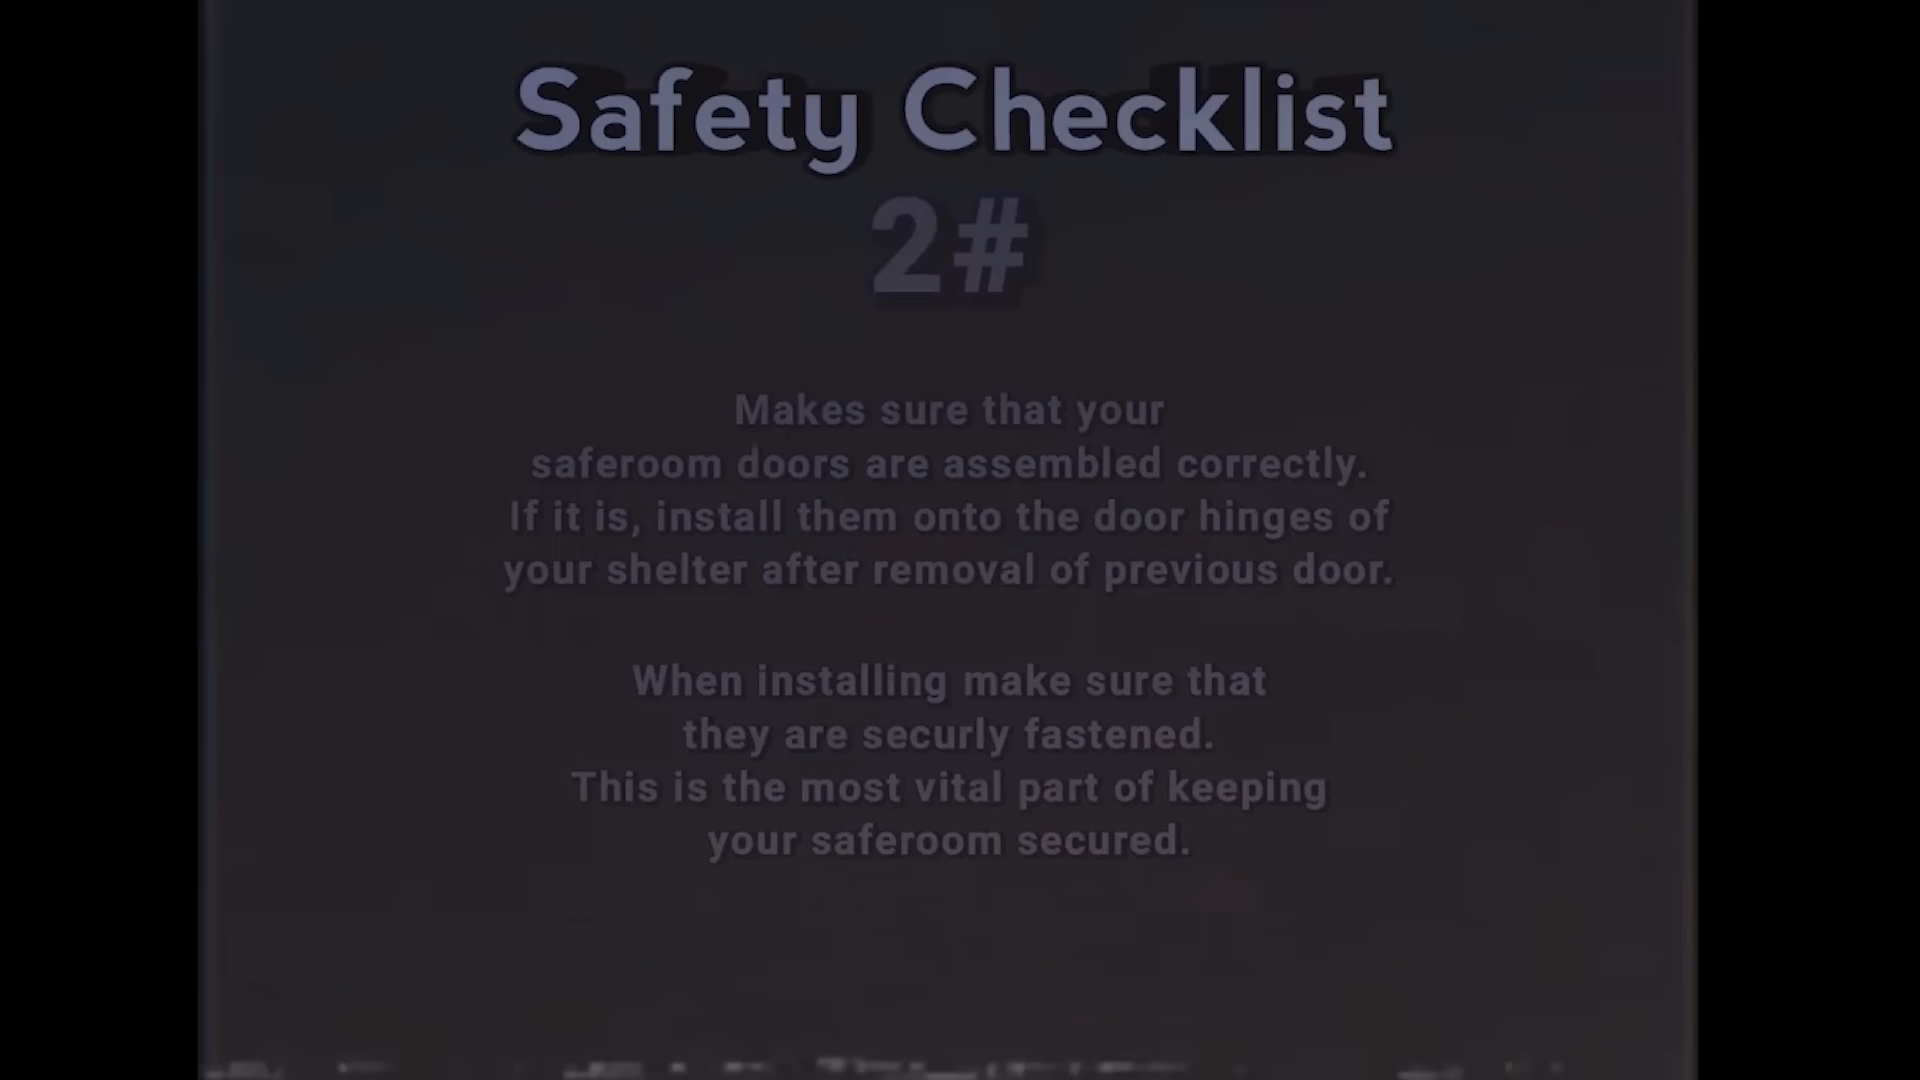 Safety Checklist
2#
Makes sure that your
saferoom doors are assembled correctly.
If it is, install them onto the door hinges of
your shelter after removal of previous door.
When installing make sure that
they are securly fastened.
This is the most vital part of keeping
your saferoom secured.